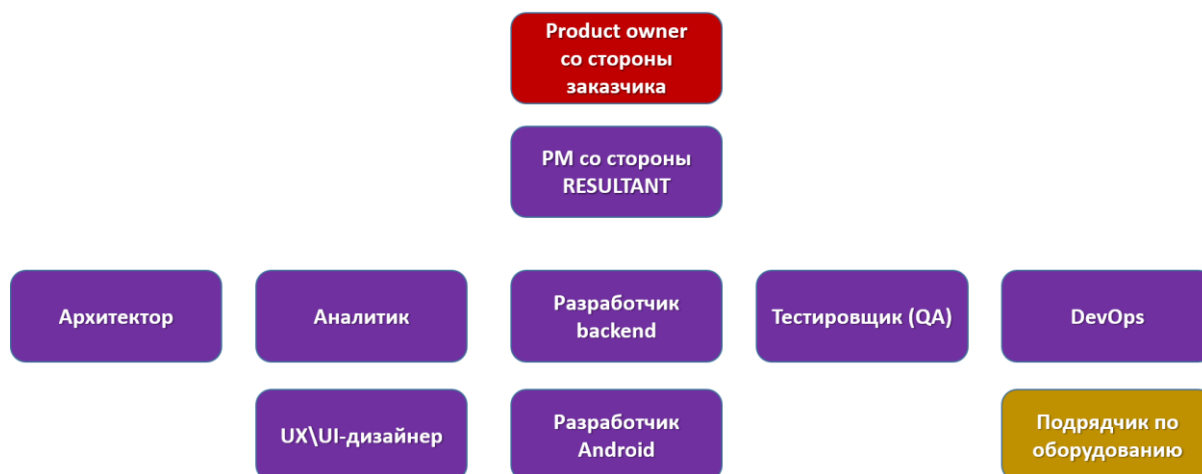 Product owner
со стороны
заказчика
PM со стороны
RESULTANT
Архитектор
Аналитик
Разработчик
backend
Тестировщик (QA)
DevOps
UX\UI-дизайнер
Разработчик
Android
Подрядчик по
оборудованию